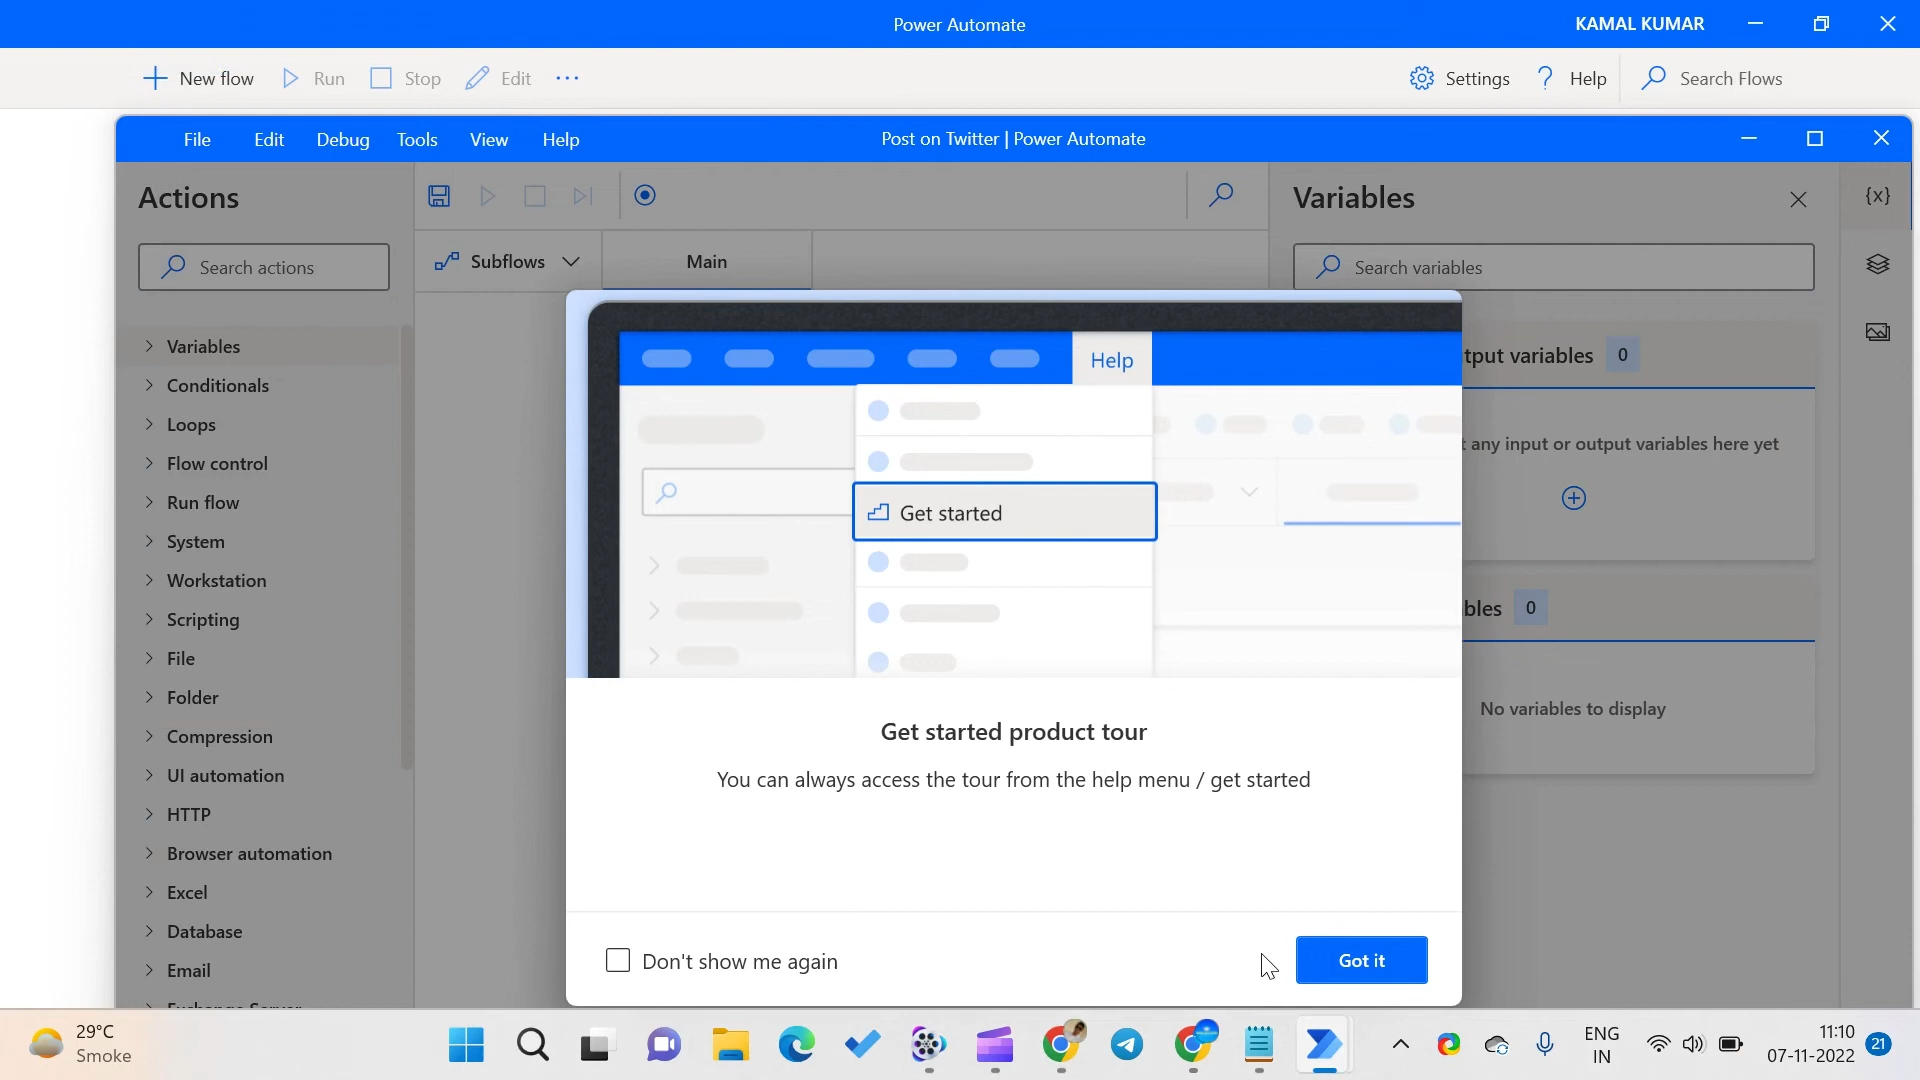 Power Automate
KAMAL KUMAR
New flow
Run
Stop
Edit
Settings
Help
Search Flows
File
Edit
Debug
Tools
View
Help
Post on Twitter | Power Automate
Actions
Search actions
Variables
Conditionals
Loops
Flow control
Run flow
System
Workstation
Scripting
File
Folder
Compression
UI automation
HTTP
Browser automation
Excel
Database
Email
Exchange Server
Subflows
Main
Variables
{x}
Search variables
tput variables 0
t any input or output variables here yet
bles 0
No variables to display
Help
Get started
Get started product tour
You can always access the tour from the help menu / get started
Don't show me again
Got it
29°C
Smoke
ENG
IN
11:10
07-11-2022
21